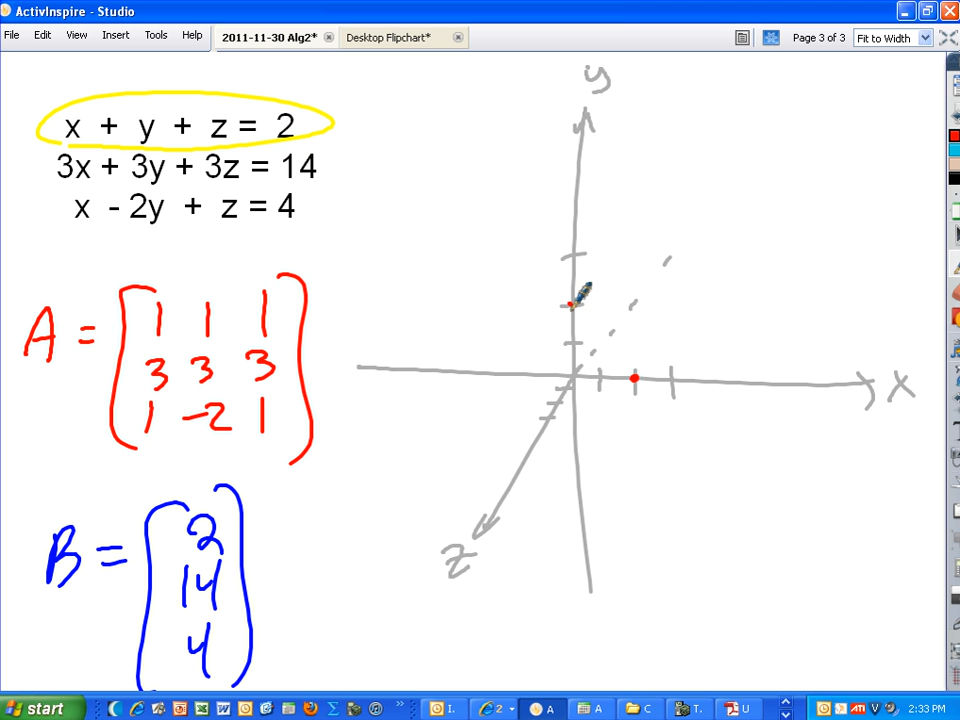 ActivInspire - Studio
File Edit View Insert Tools Help
2011-11-30 Alg2*
Desktop Flipchart*
Page 3 of 3
Fit to Width
x + y + z = 2
3x + 3y + 3z = 14
x - 2y + z = 4
A = [1 1 1
3 3 3
1 -2 1]
B = [2
14
4]
y
x
z
start
I.
2
A
A
C
T.
U
2:33 PM